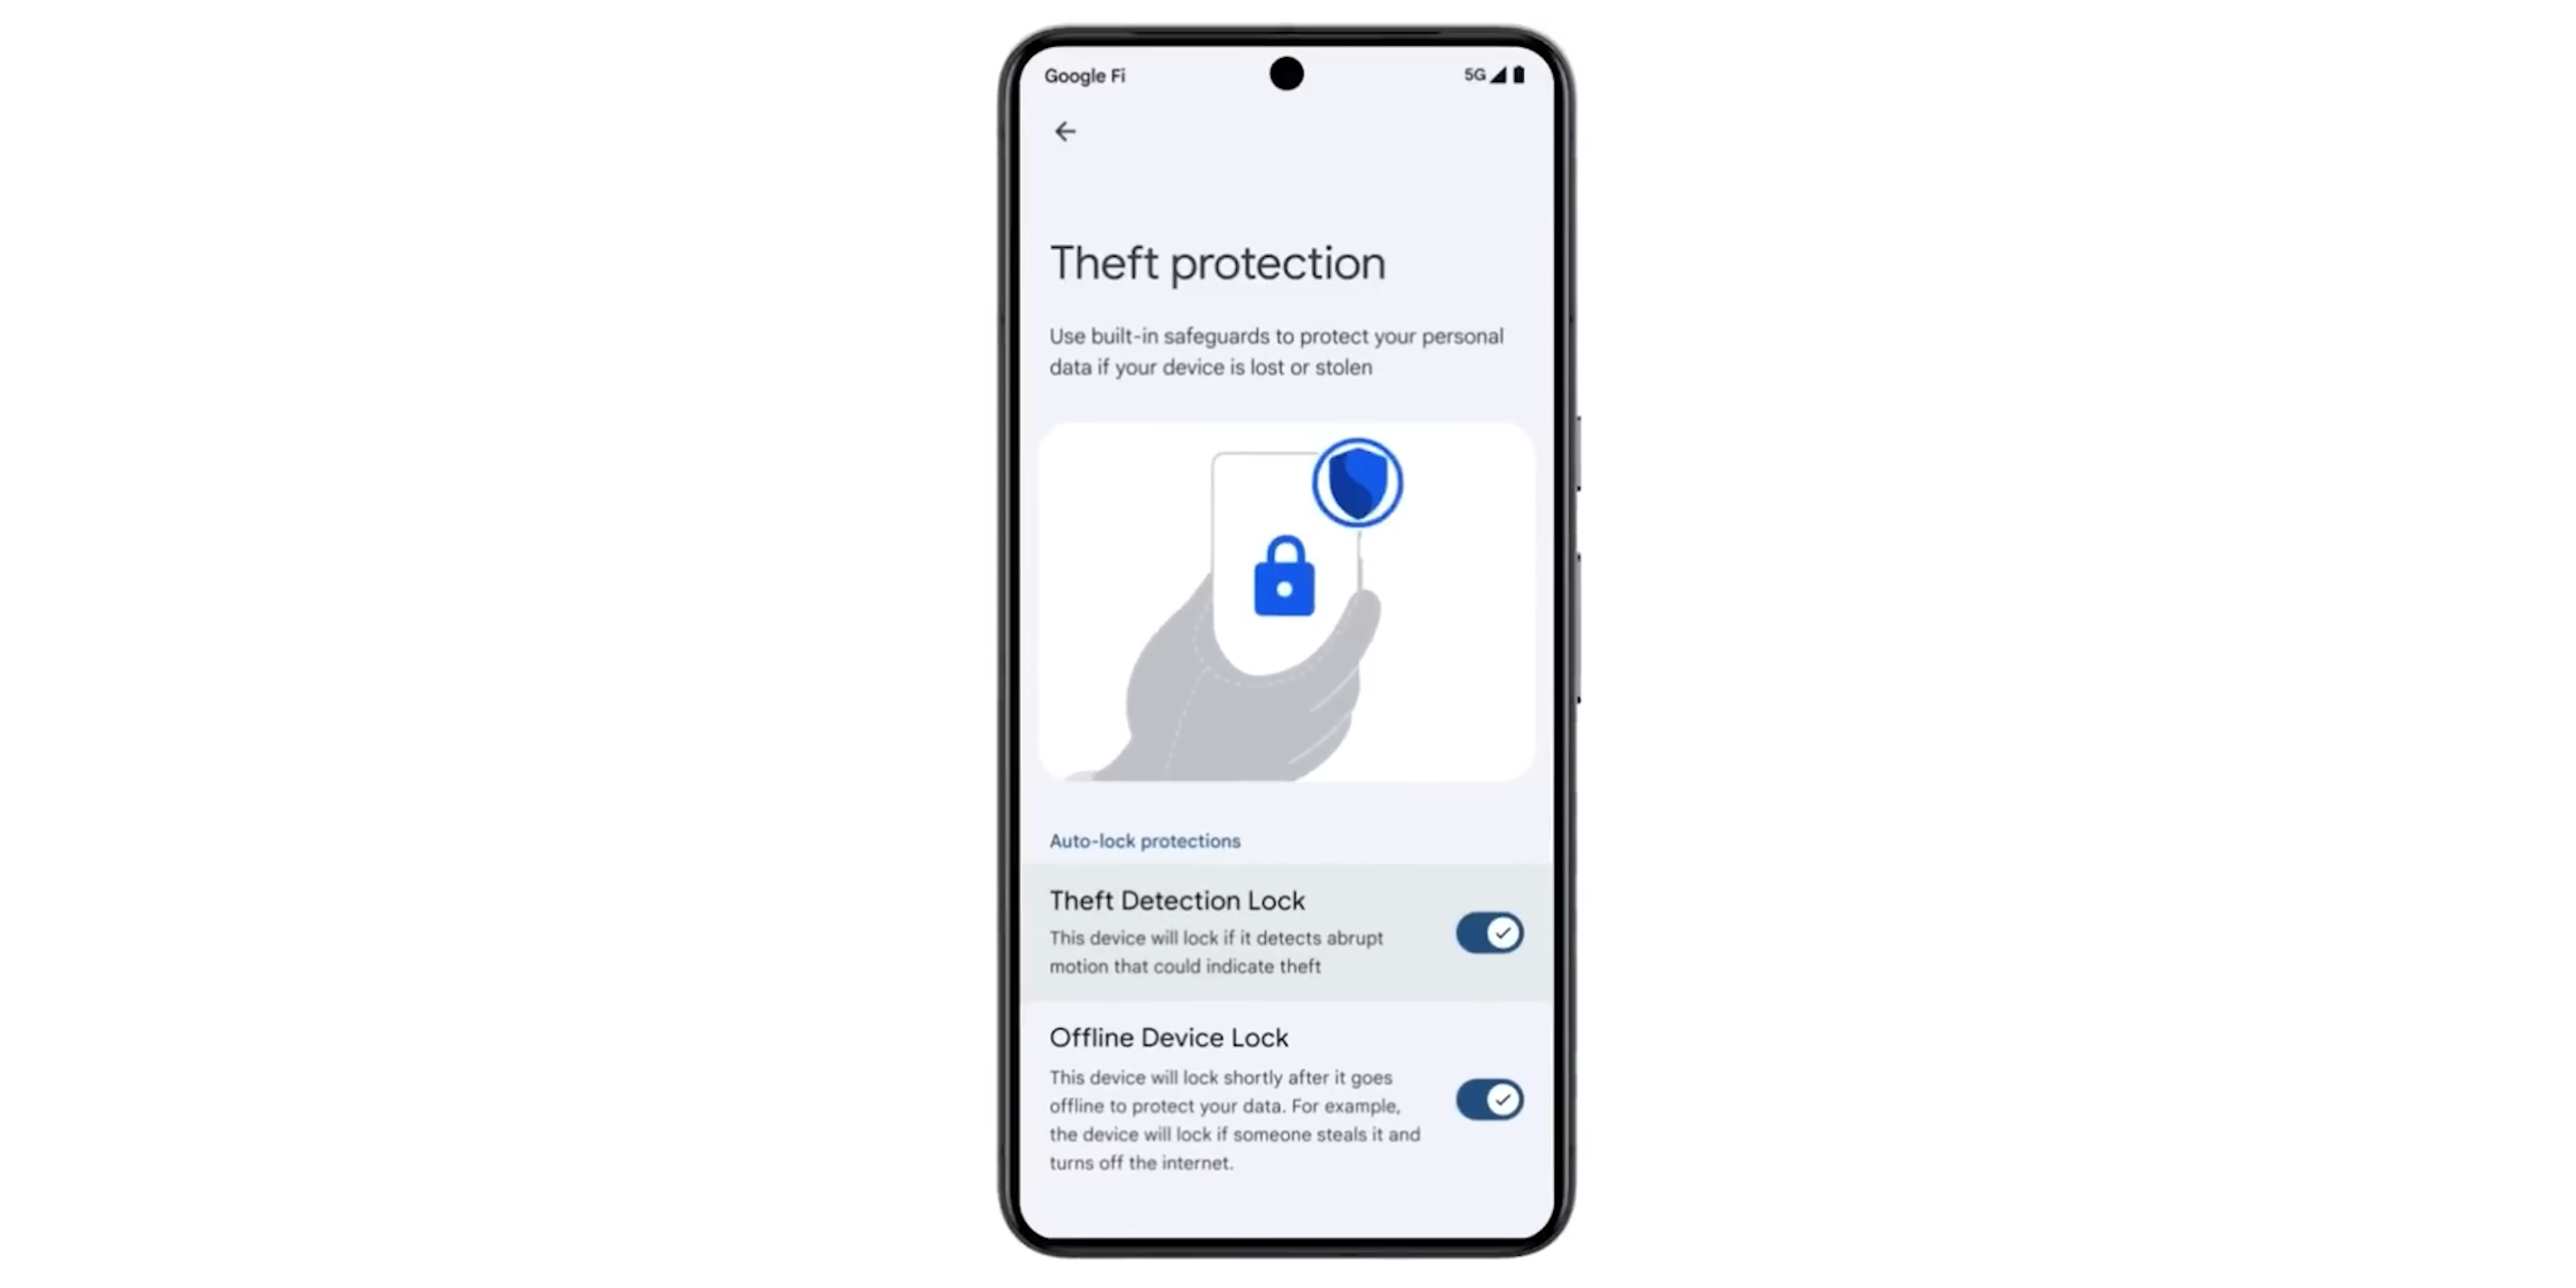 Google Fi
5G
Theft protection
Use built-in safeguards to protect your personal
data if your device is lost or stolen
Auto-lock protections
Theft Detection Lock
This device will lock if it detects abrupt
motion that could indicate theft
Offline Device Lock
This device will lock shortly after it goes
offline to protect your data. For example,
the device will lock if someone steals it and
turns off the internet.